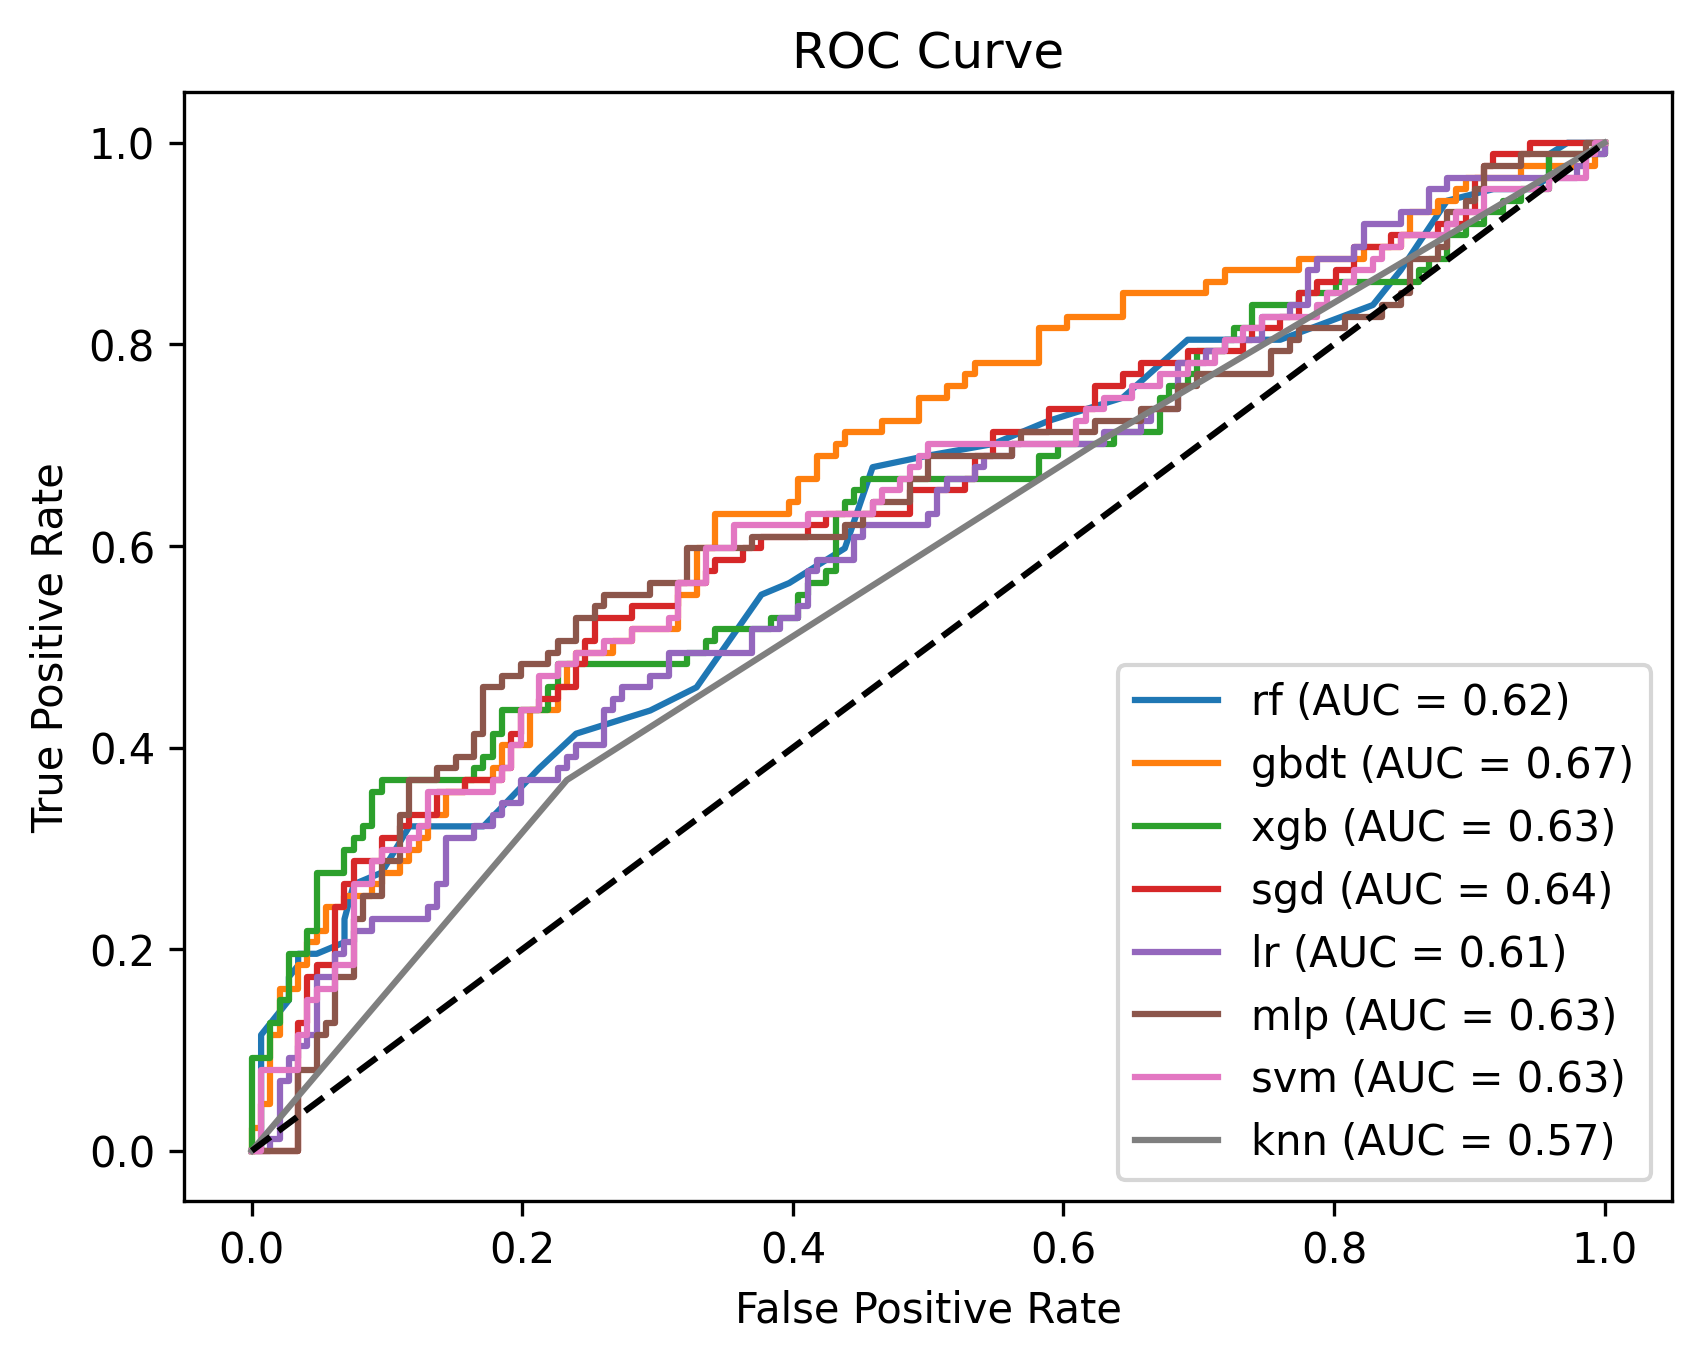 ROC Curve
True Positive Rate
1.0
0.8
0.6
0.4
0.2
0.0
rf (AUC = 0.62)
gbdt (AUC = 0.67)
xgb (AUC = 0.63)
sgd (AUC = 0.64)
lr (AUC = 0.61)
mlp (AUC = 0.63)
svm (AUC = 0.63)
knn (AUC = 0.57)
0.0 0.2 0.4 0.6 0.8 1.0
False Positive Rate